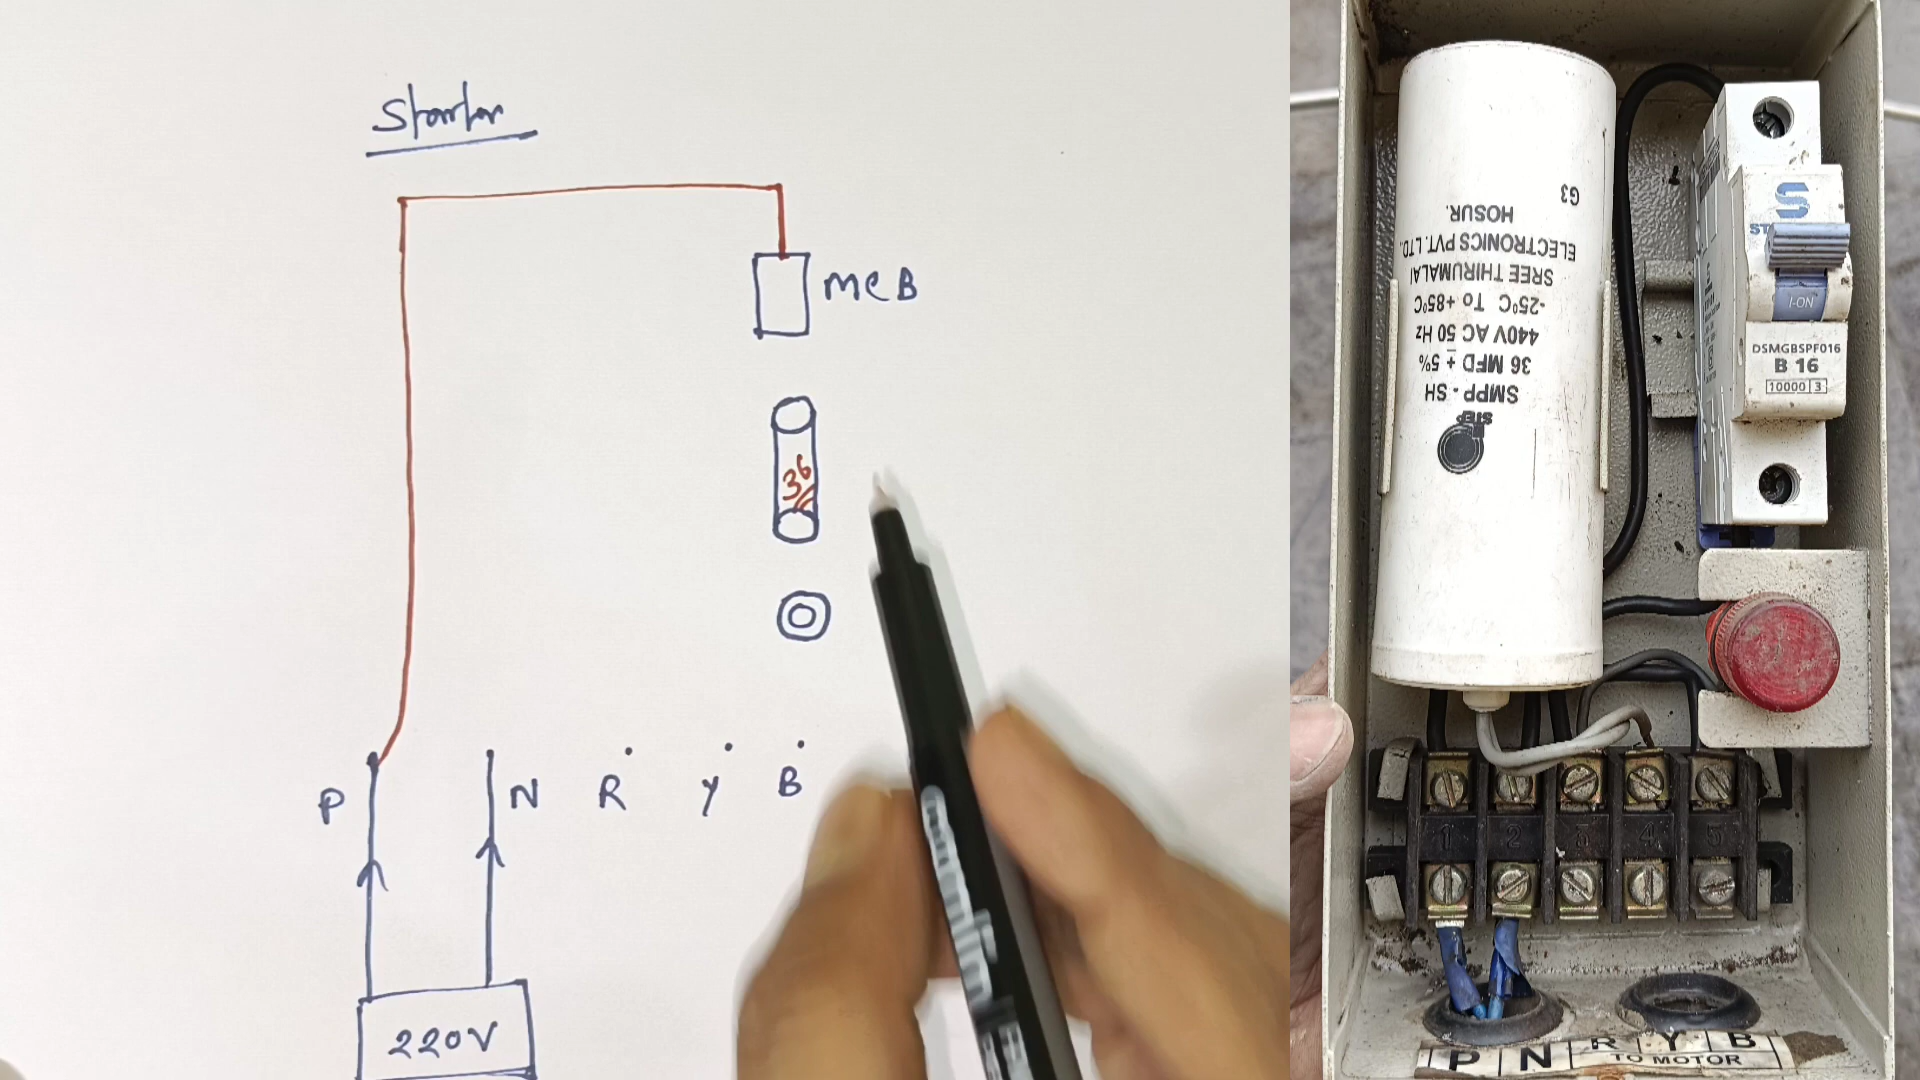 Starter
MCB
36
P
N
R
Y
B
220V
G3
HOSUR.
ELECTRONICS PVT. LTD.,
SREE THIRUMALAI
-25°C To +85°C
440V AC 50 Hz
36 MFD ± 5%
SMPP - SH
S
ST
I-ON
DSMGBSPF016
B 16
10000 3
1 2 3 4 5
P N R Y B
TO MOTOR